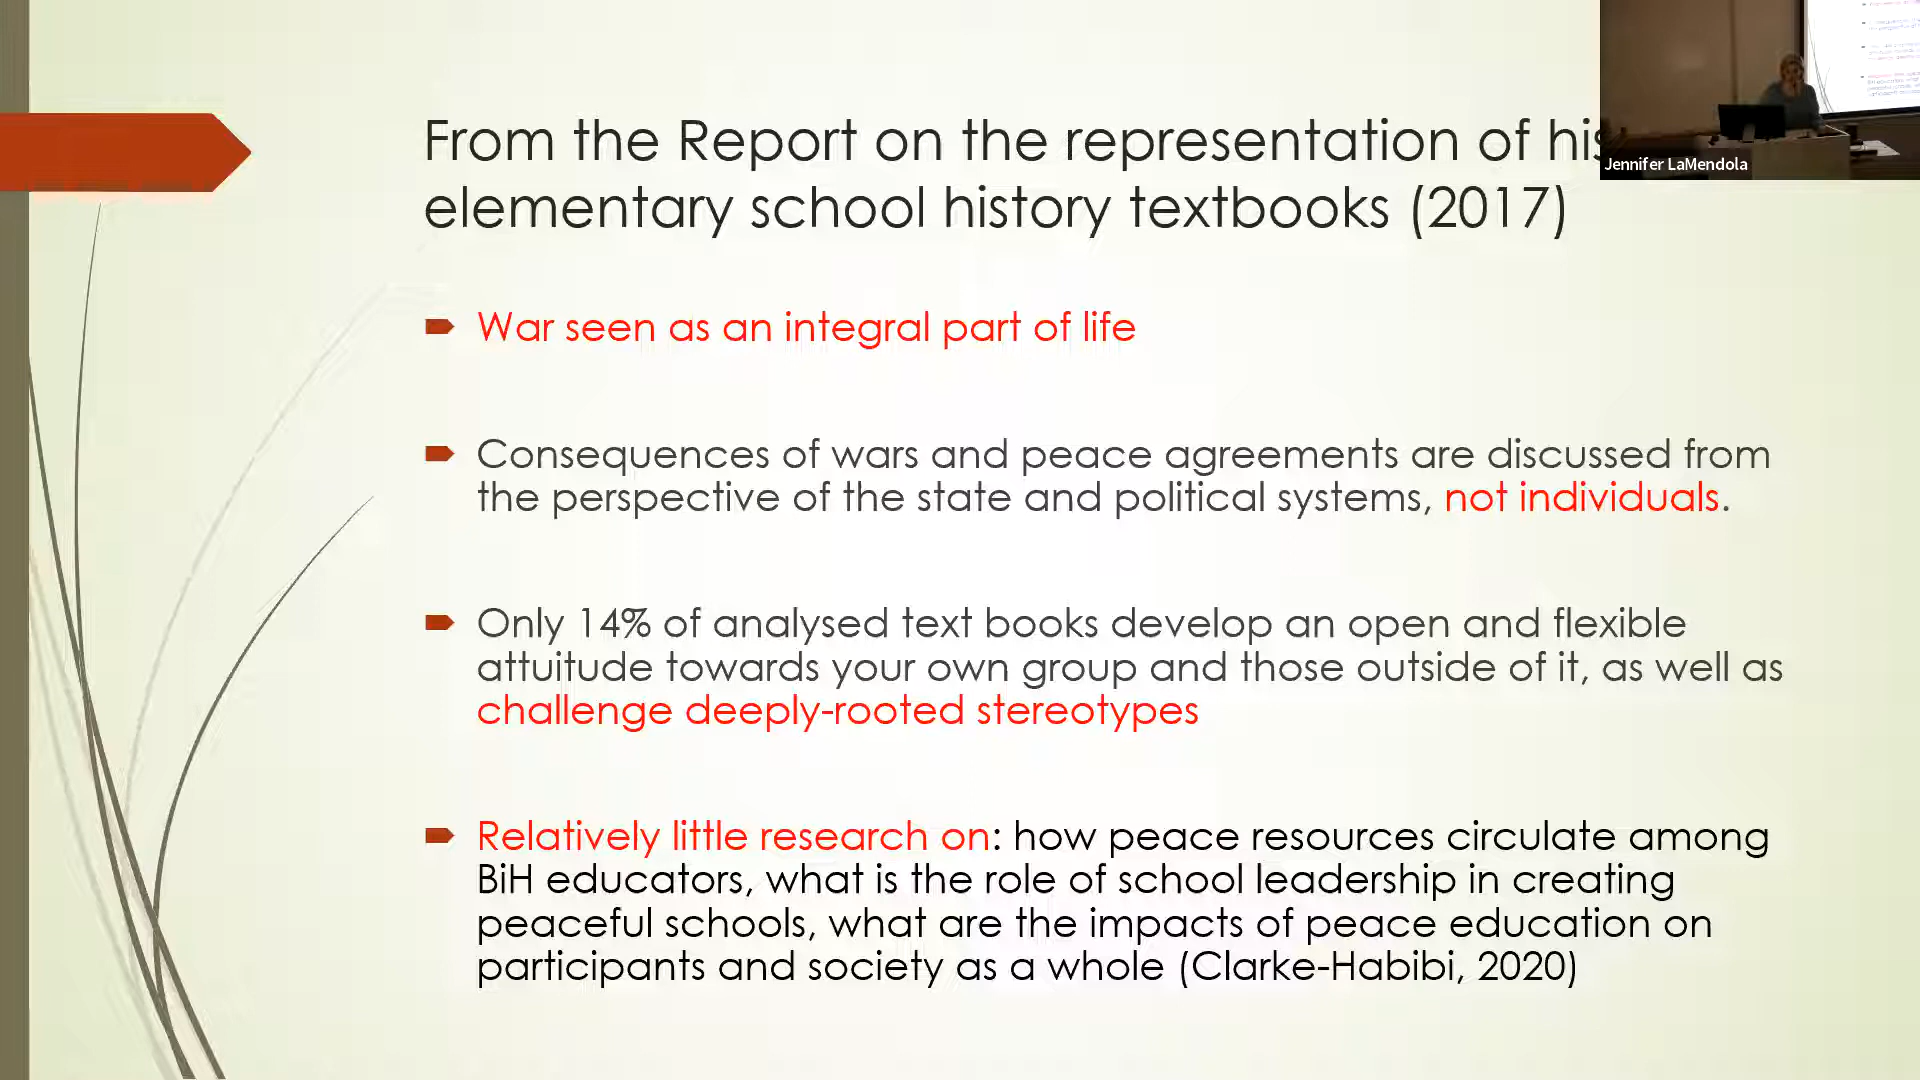 From the Report on the representation of his
elementary school history textbooks (2017)
Jennifer LaMendola
War seen as an integral part of life
Consequences of wars and peace agreements are discussed from
the perspective of the state and political systems, not individuals.
Only 14% of analysed text books develop an open and flexible
attuitude towards your own group and those outside of it, as well as
challenge deeply-rooted stereotypes
Relatively little research on: how peace resources circulate among
BiH educators, what is the role of school leadership in creating
peaceful schools, what are the impacts of peace education on
participants and society as a whole (Clarke-Habibi, 2020)